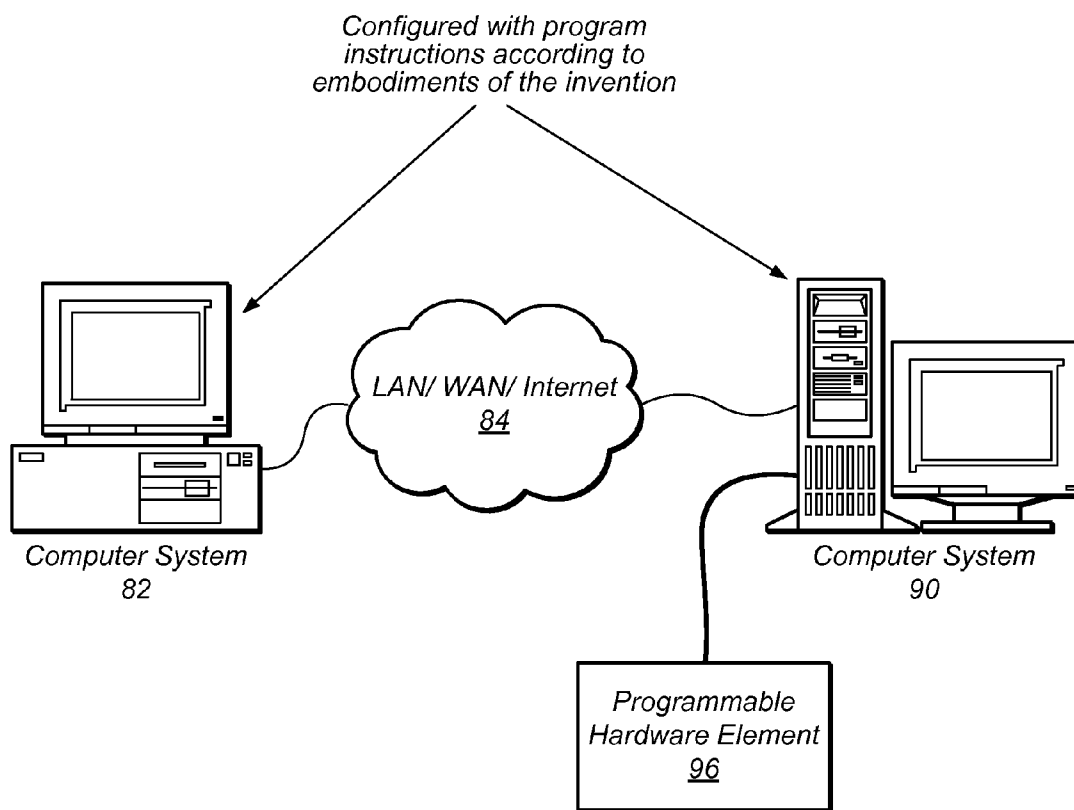 Configured with program
instructions according to
embodiments of the invention
LAN/ WAN/ Internet
84
Computer System
82
Computer System
90
Programmable
Hardware Element
96